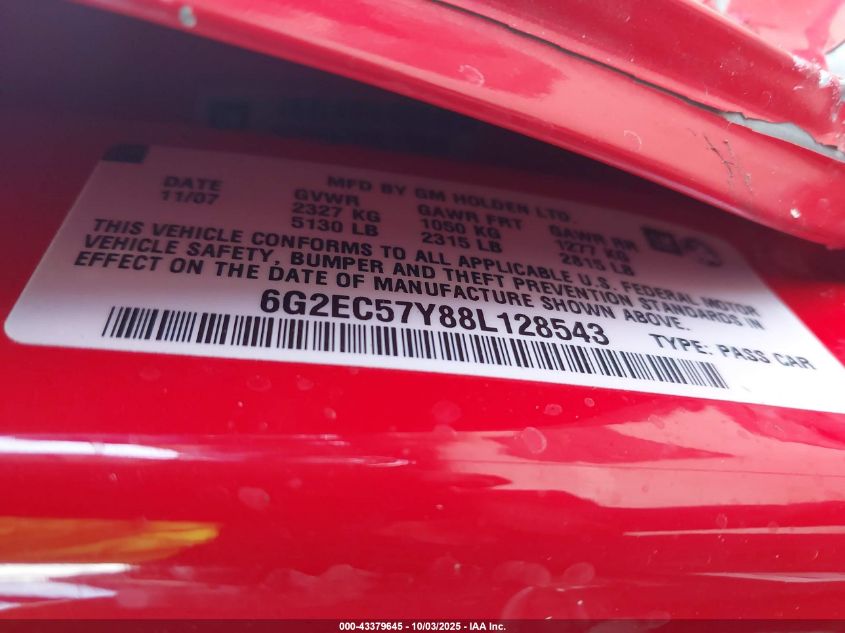 MFD BY GM HOLDEN LTD.
DATE GVWR GAWR FRT GAWR RR
11/07 2327 KG 1050 KG 1277 KG
5130 LB 2315 LB 2815 LB
THIS VEHICLE CONFORMS TO ALL APPLICABLE U.S. FEDERAL MOTOR
VEHICLE SAFETY, BUMPER AND THEFT PREVENTION STANDARDS IN
EFFECT ON THE DATE OF MANUFACTURE SHOWN ABOVE.
6G2EC57Y88L128543 TYPE: PASS CAR
000-43379645 - 10/03/2025 - IAA Inc.